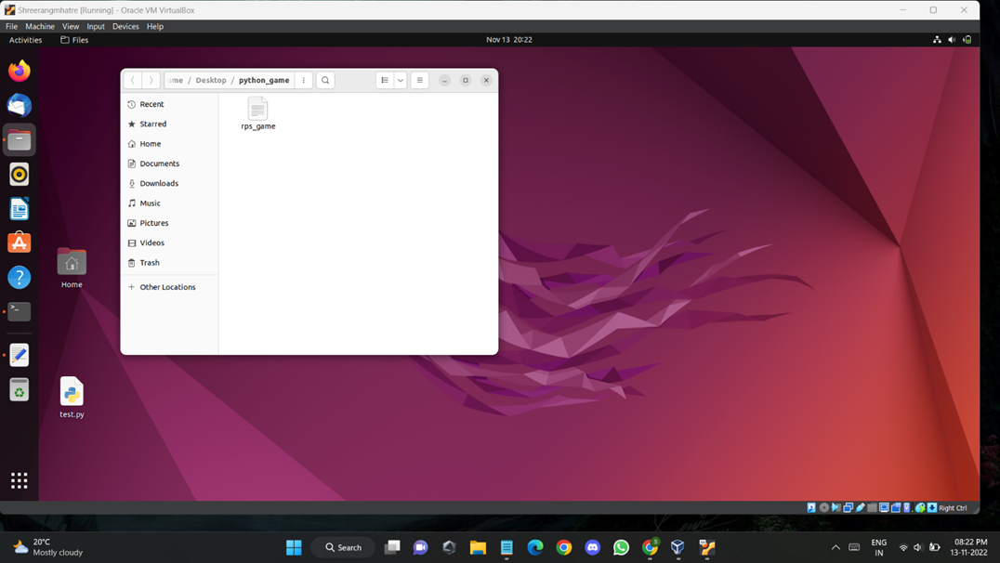 Shreerangmhatre [Running] - Oracle VM VirtualBox
File Machine View Input Devices Help
Activities Files Nov 13 20:22
me / Desktop / python_game
Recent
Starred
Home
Documents
Downloads
Music
Pictures
Videos
Trash
+ Other Locations
rps_game
Home
test.py
Right Ctrl
20°C
Mostly cloudy
Search
5
ENG
IN
08:22 PM
13-11-2022